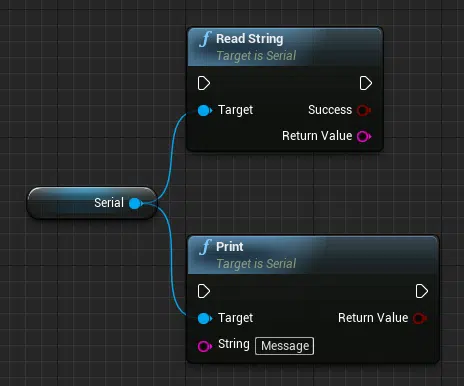 f Read String
Target is Serial
Target Success
Return Value
Serial
f Print
Target is Serial
Target Return Value
String Message